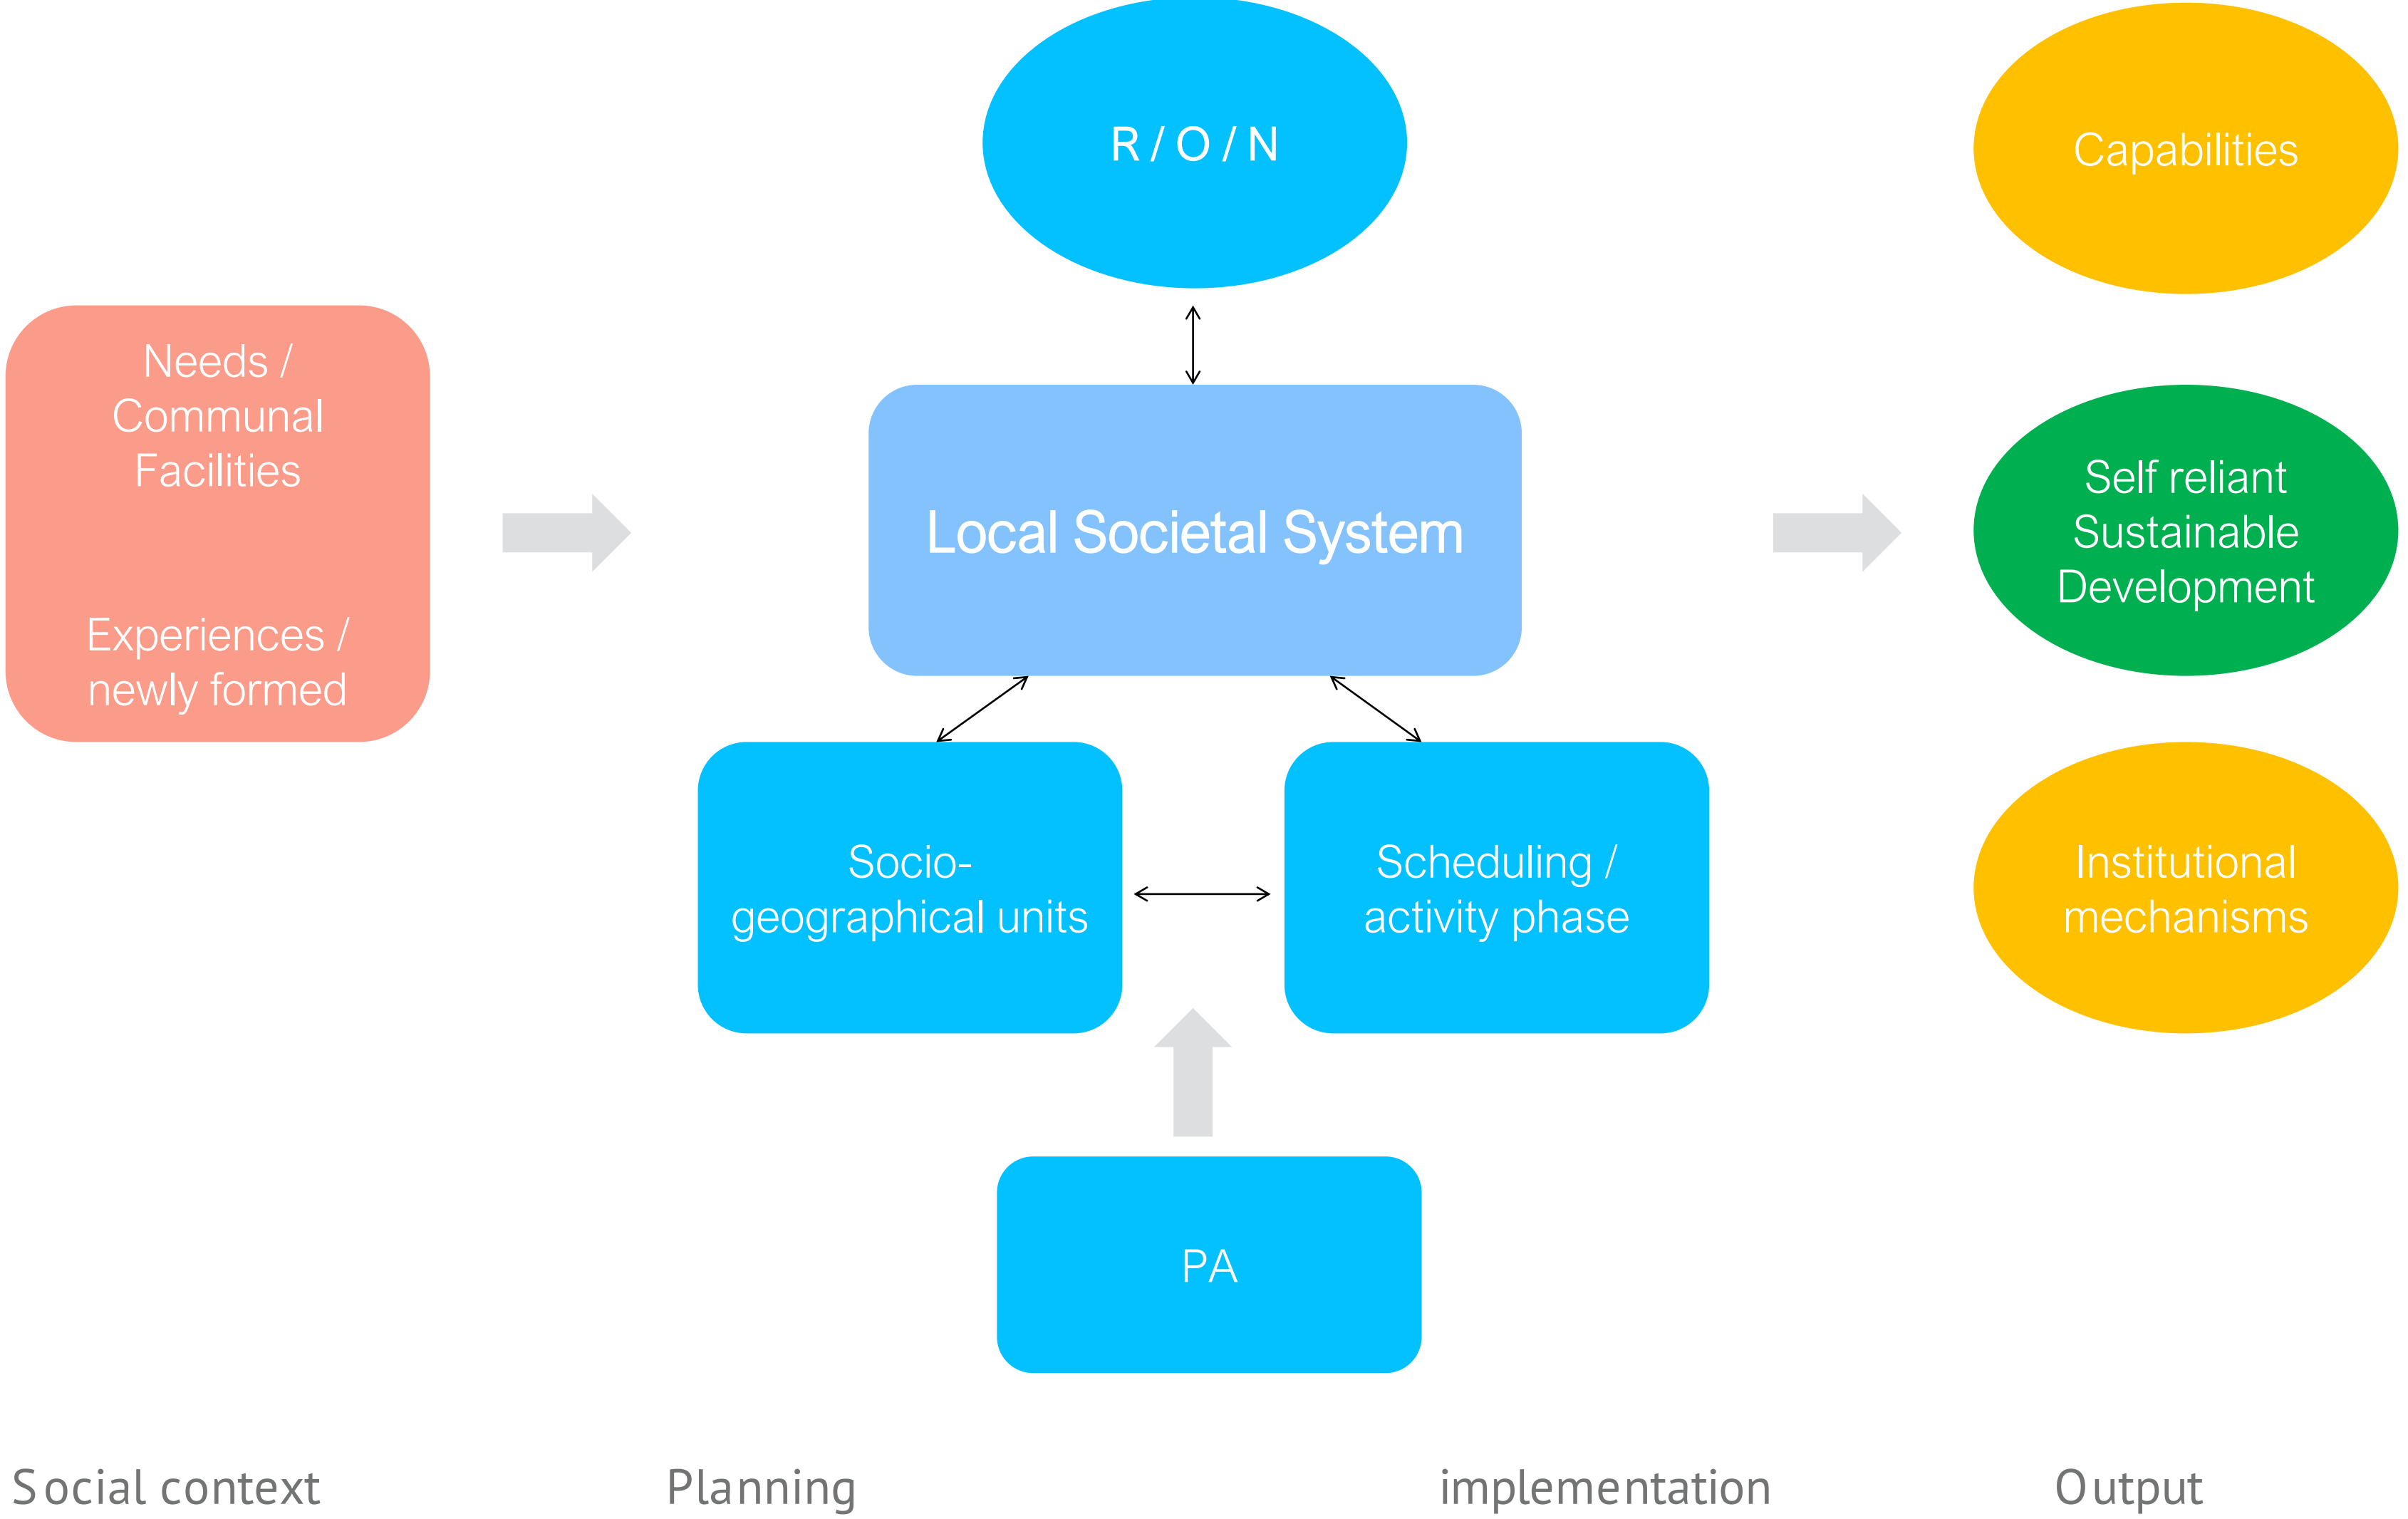 R / O / N
Capabilities
Needs /
Communal
Facilities
Experiences /
newly formed
Local Societal System
Self reliant
Sustainable
Development
Socio-
geographical units
Scheduling /
activity phase
Institutional
mechanisms
PA
Social context
Planning
implementation
Output